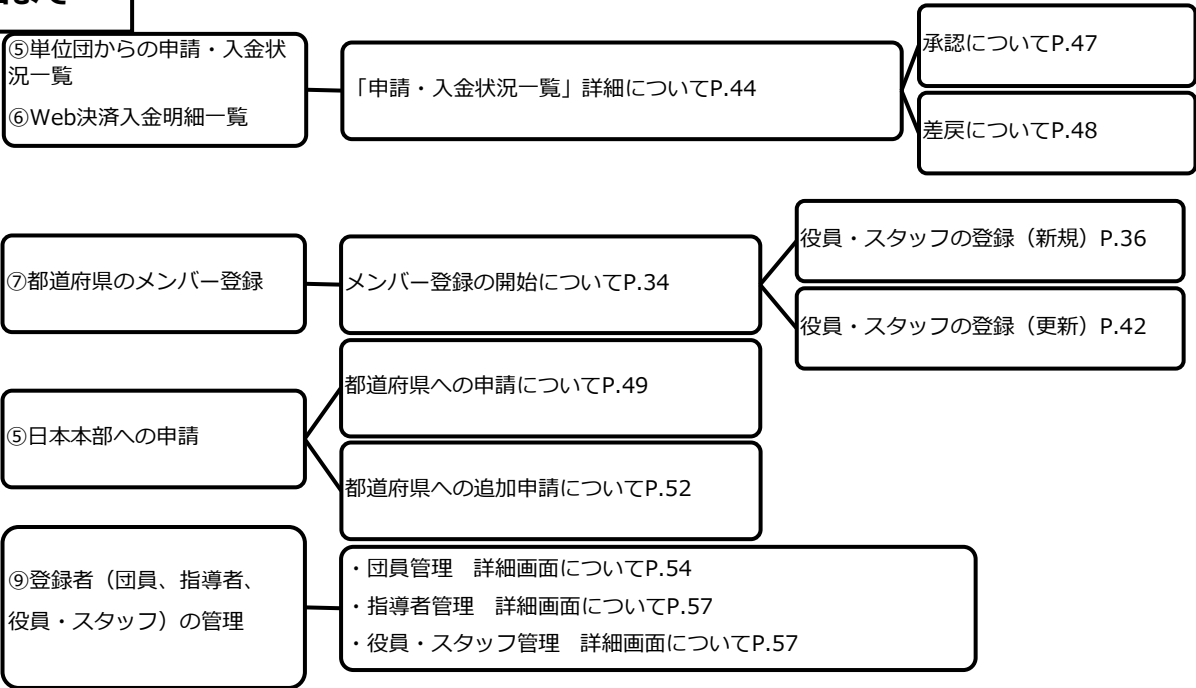 ⑤単位団からの申請・入金状
況一覧
⑥Web決済入金明細一覧
「申請・入金状況一覧」詳細についてP.44
承認についてP.47
差戻についてP.48
⑦都道府県のメンバー登録
メンバー登録の開始についてP.34
役員・スタッフの登録（新規）P.36
役員・スタッフの登録（更新）P.42
⑤日本本部への申請
都道府県への申請についてP.49
都道府県への追加申請についてP.52
⑨登録者（団員、指導者、
役員・スタッフ）の管理
・団員管理　詳細画面についてP.54
・指導者管理　詳細画面についてP.57
・役員・スタッフ管理　詳細画面についてP.57